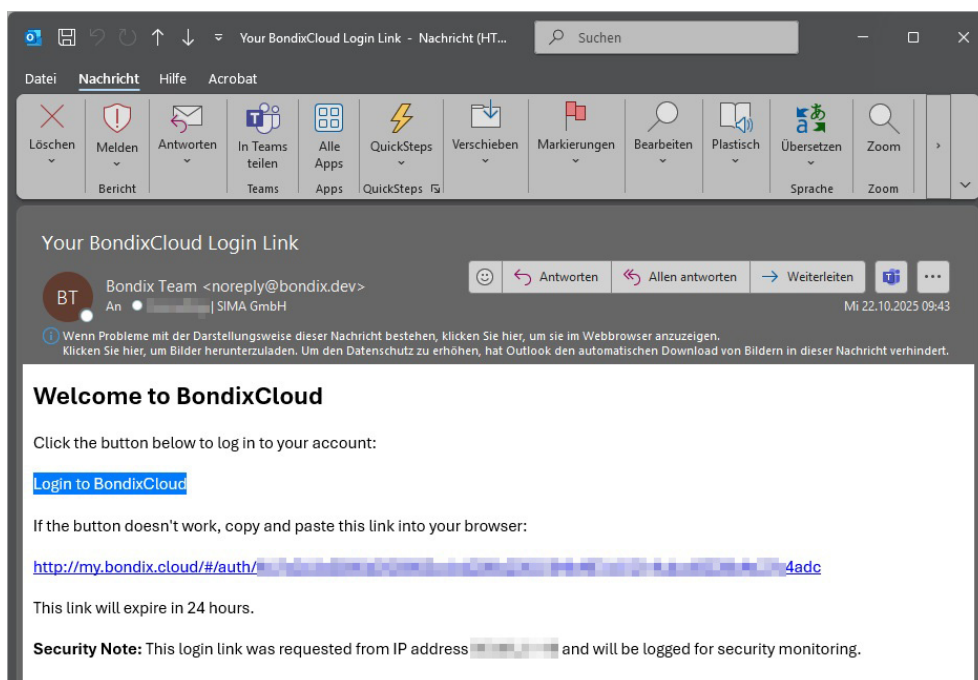 Your BondixCloud Login Link - Nachricht (HT...
Suchen
Datei Nachricht Hilfe Acrobat
Löschen
Melden
Antworten
In Teams teilen
Alle Apps
QuickSteps
Verschieben
Markierungen
Bearbeiten
Plastisch
Übersetzen
Zoom
Bericht Teams Apps QuickSteps Sprache Zoom
Your BondixCloud Login Link
BT
Bondix Team <noreply@bondix.dev>
Antworten Allen antworten Weiterleiten
An | SIMA GmbH
Mi 22.10.2025 09:43
Wenn Probleme mit der Darstellungsweise dieser Nachricht bestehen, klicken Sie hier, um sie im Webbrowser anzuzeigen.
Klicken Sie hier, um Bilder herunterzuladen. Um den Datenschutz zu erhöhen, hat Outlook den automatischen Download von Bildern in dieser Nachricht verhindert.
Welcome to BondixCloud
Click the button below to log in to your account:
Login to BondixCloud
If the button doesn't work, copy and paste this link into your browser:
http://my.bondix.cloud/#/auth/ 4adc
This link will expire in 24 hours.
Security Note: This login link was requested from IP address and will be logged for security monitoring.